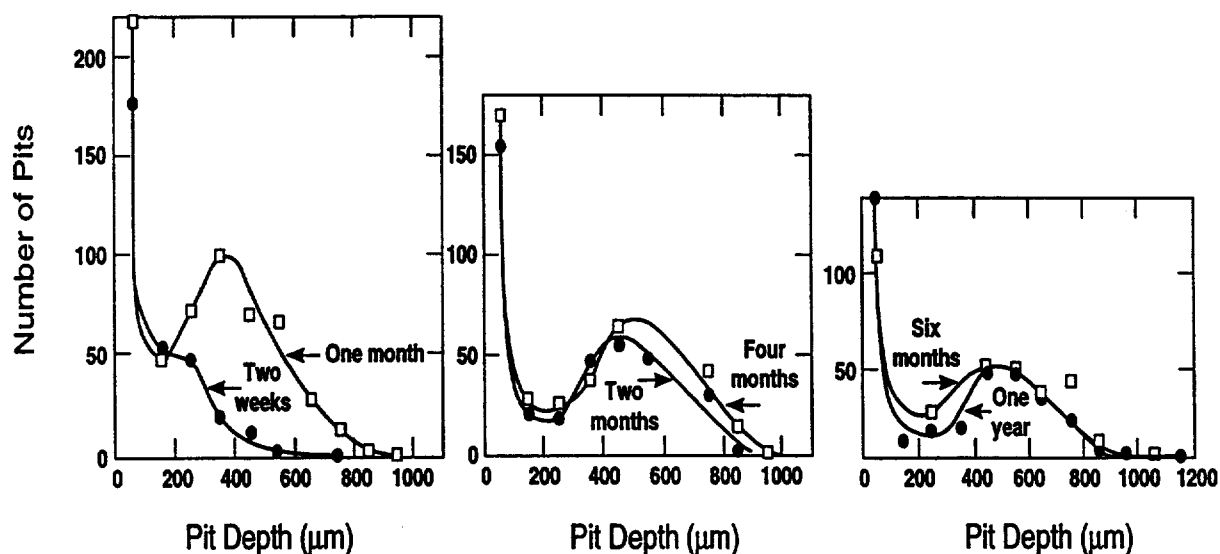 Number of Pits
200
150
100
50
0
0 200 400 600 800 1000
One month
Two
weeks
Pit Depth (μm)
150
100
50
0
0 200 400 600 800 1000
Four
months
Two
months
Pit Depth (μm)
100
50
0 200 400 600 800 1000 1200
Six
months
One
year
Pit Depth (μm)